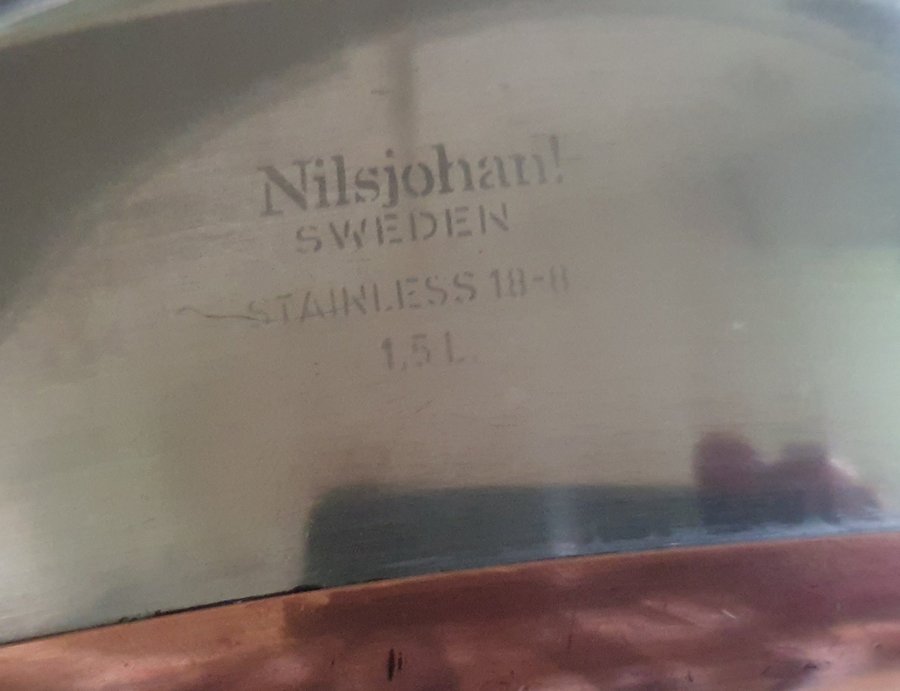 Nilsjohan!
SWEDEN
STAINLESS 18-8
1,5 L.